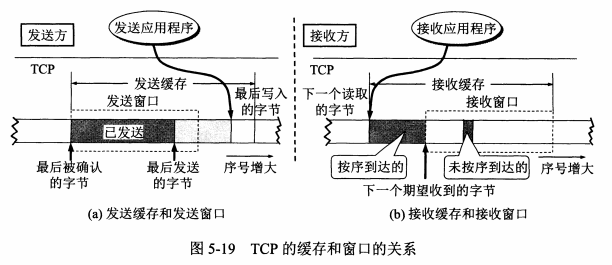 发送方
发送应用程序
TCP
发送缓存
发送窗口
最后写入
的字节
已发送
最后被确认
的字节
最后发送
的字节
序号增大
(a) 发送缓存和发送窗口
接收方
接收应用程序
TCP
下一个读取
的字节
接收缓存
接收窗口
按序到达的
未按序到达的
序号增大
下一个期望收到的字节
(b) 接收缓存和接收窗口
图 5-19 TCP 的缓存和窗口的关系